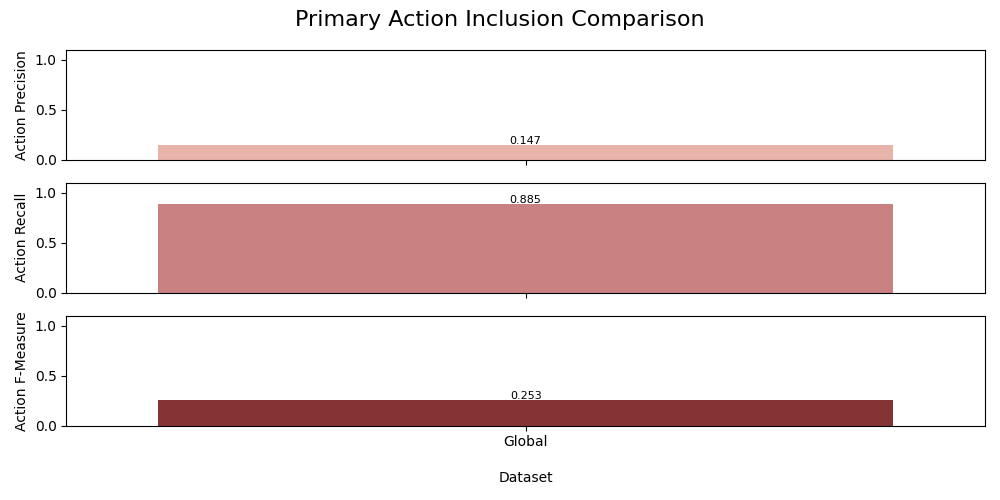 Primary Action Inclusion Comparison
Action Precision
1.0
0.5
0.0
0.147
Action Recall
1.0
0.5
0.0
0.885
Action F-Measure
1.0
0.5
0.0
0.253
Global
Dataset